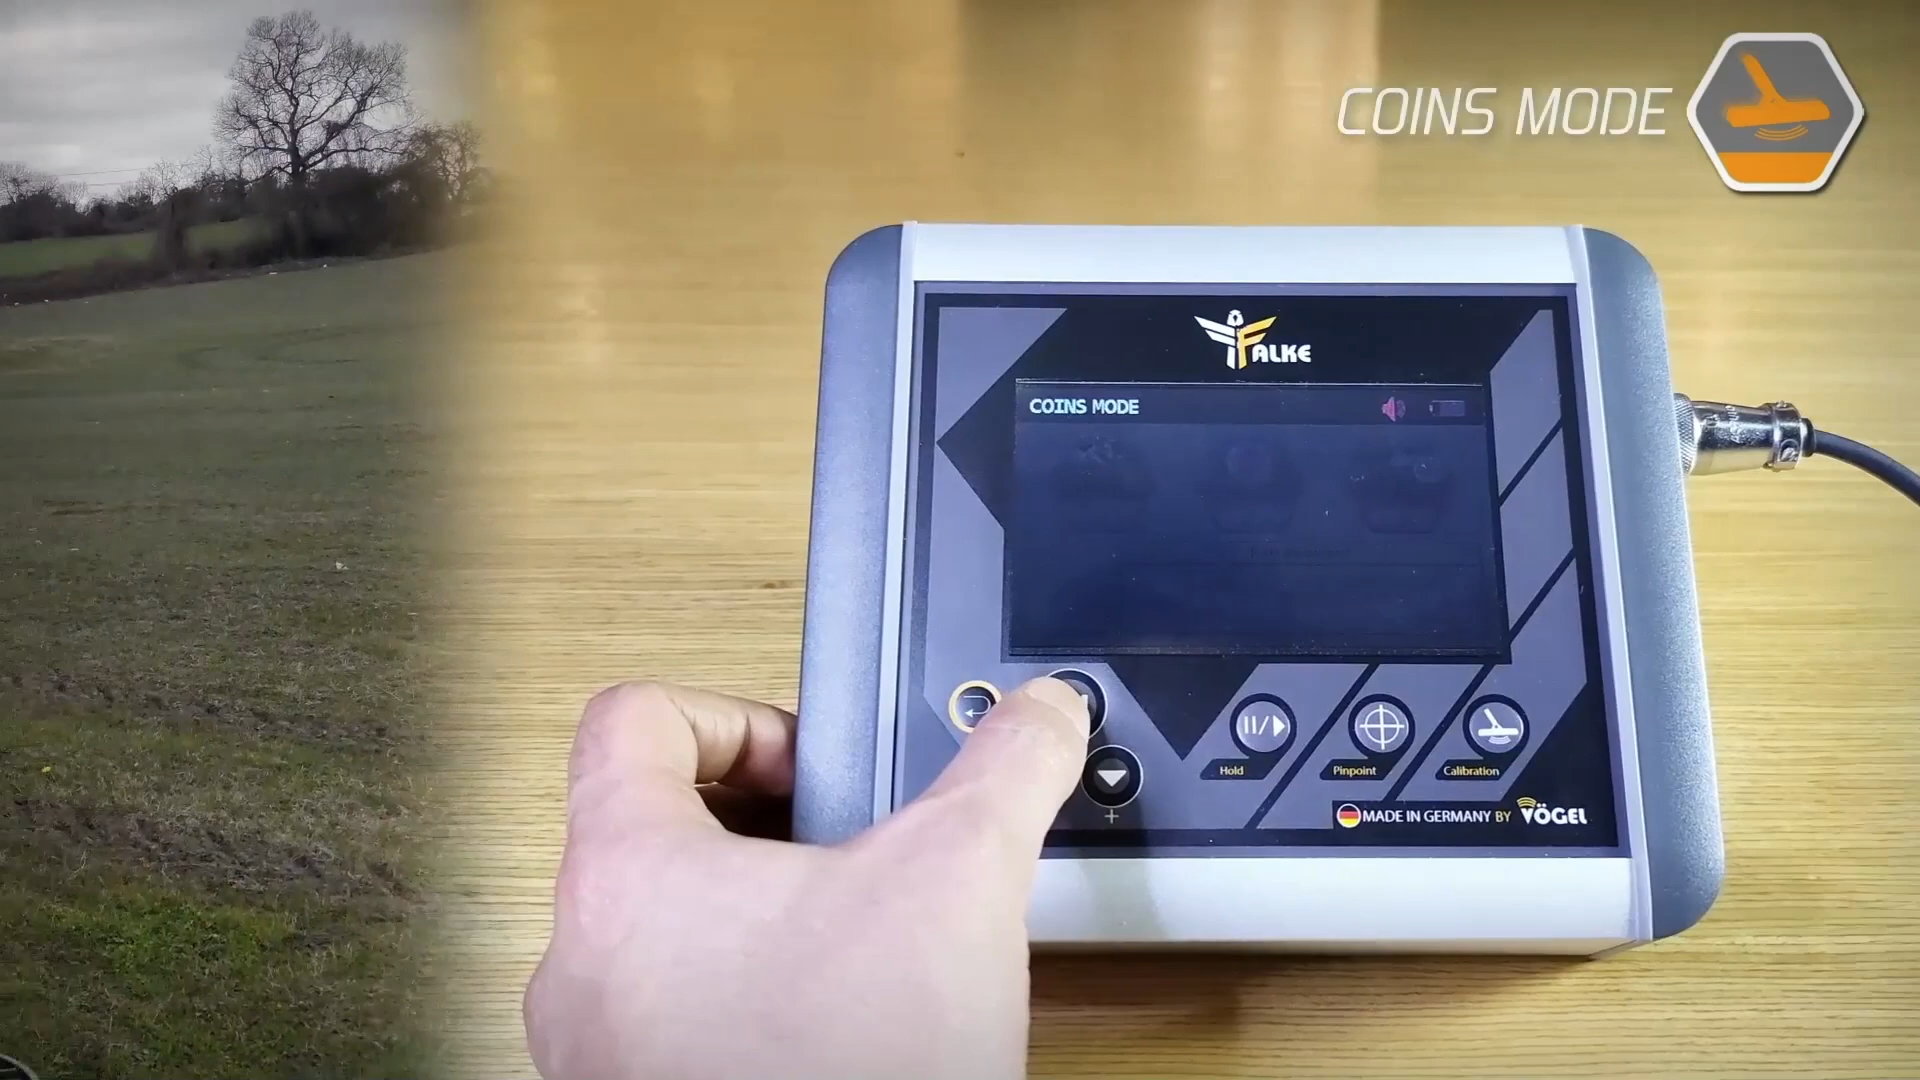 COINS MODE
FALKE
COINS MODE
Hold
Pinpoint
Calibration
+
MADE IN GERMANY BY VÖGEL